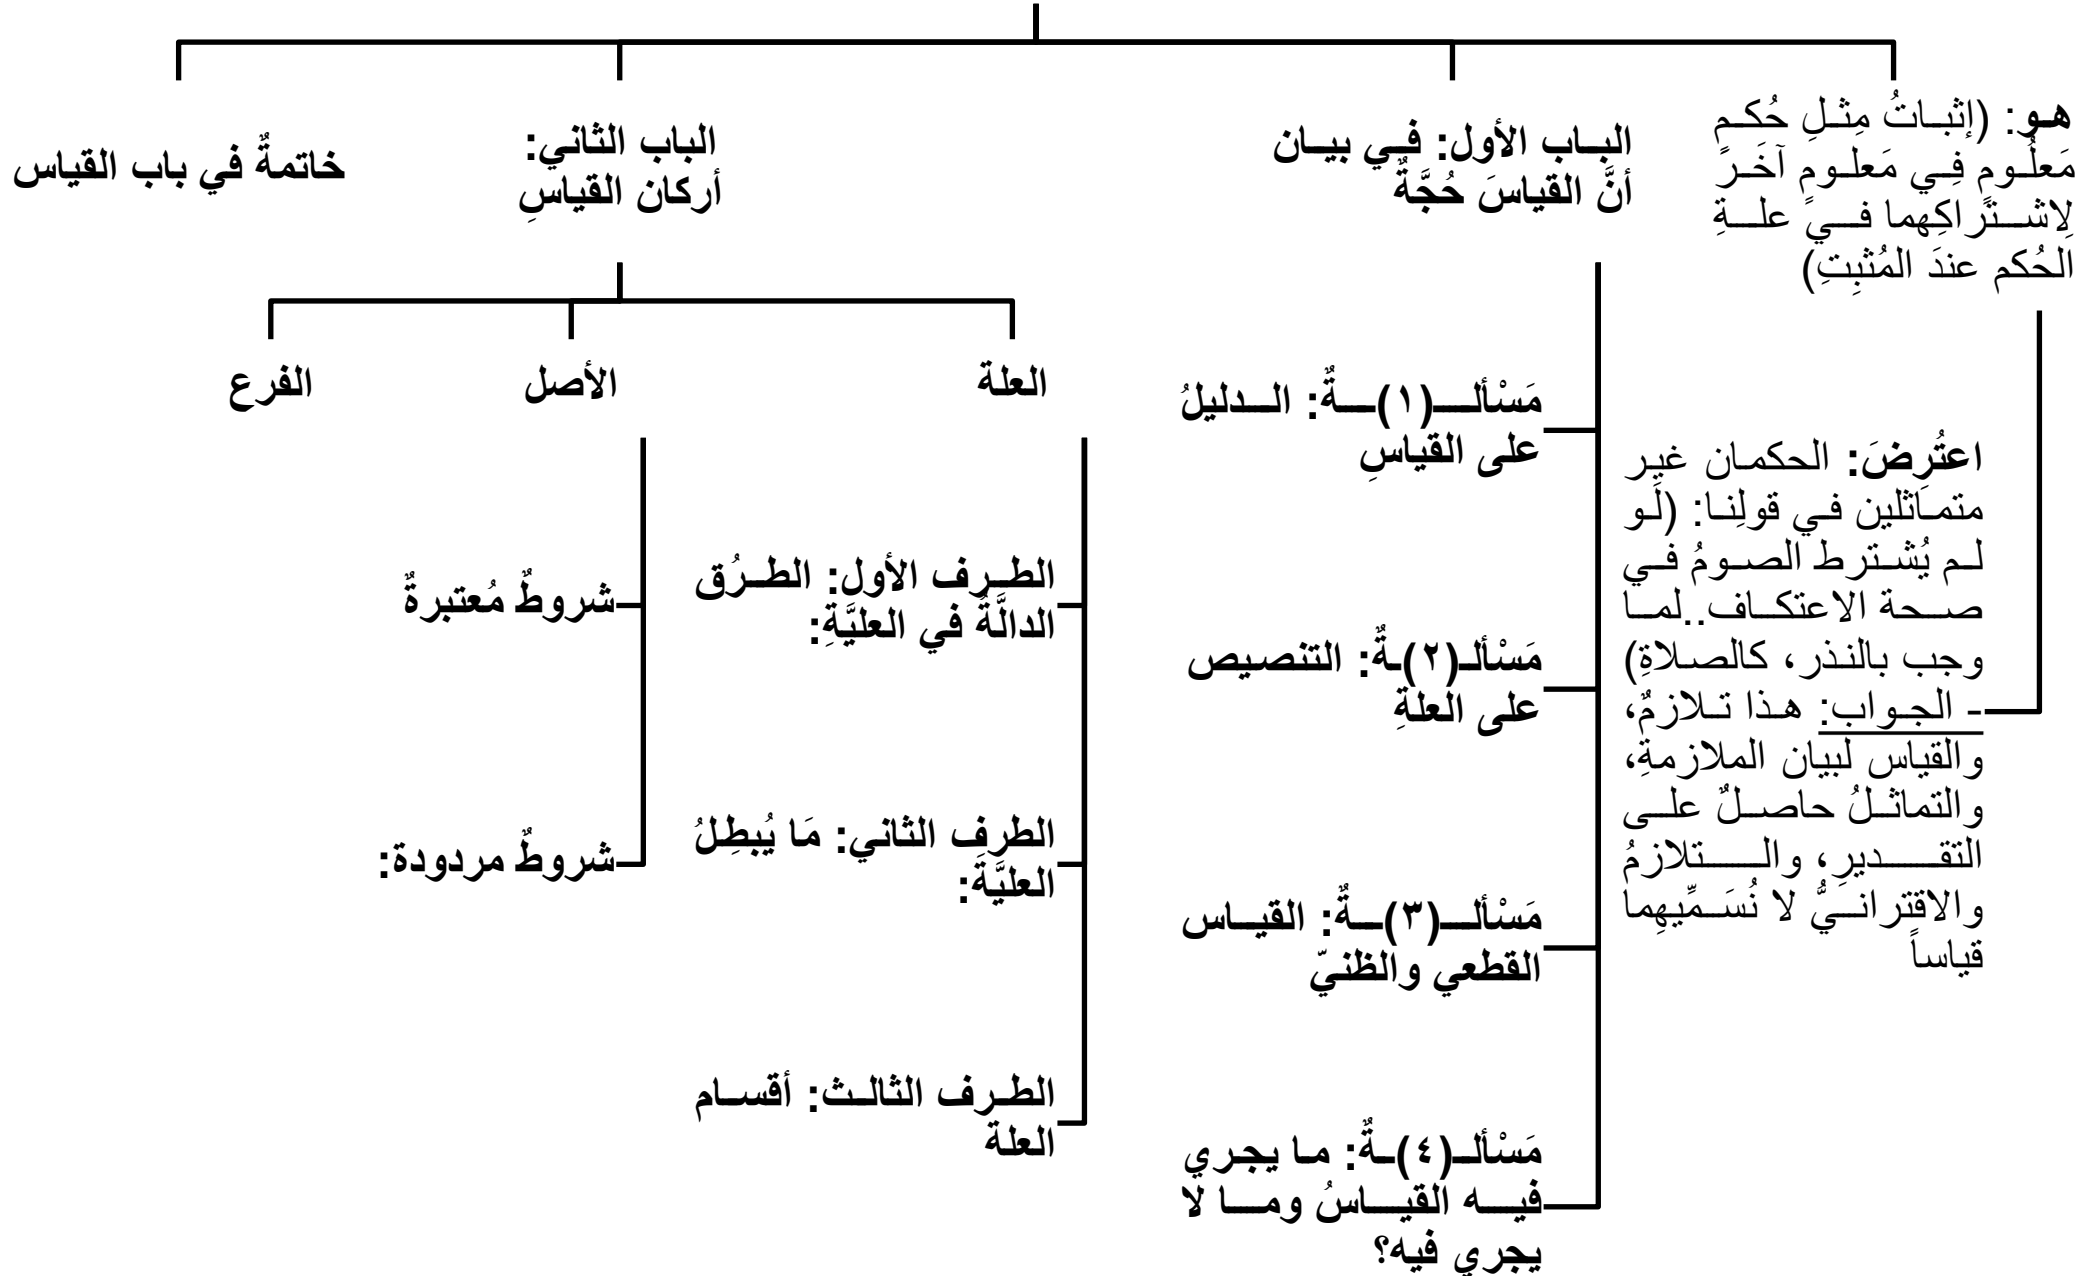 هو: (إثباتُ مِثلِ حُكمٍ
مَعلُومٍ فِي مَعلومٍ آخَرَ
لِاشتراكِهما في علةِ
الحُكم عندَ المُثبِتِ)
اعتُرِضَ: الحكمان غير
متماثلين في قولِنا: (لَو
لم يُشترط الصومُ في
صحة الاعتكاف..لما
وجب بالنذر، كالصلاةِ)
- الجواب: هذا تلازمٌ،
والقياس لبيان الملازمةِ،
والتماثلُ حاصلٌ على
التقديرِ، والتلازمُ
والاقترانيُّ لا نُسَمِّيهِما
قياساً
الباب الأول: في بيان
أنَّ القياسَ حُجَّةٌ
مَسْألـ(١)ـةٌ: الدليلُ
على القياسِ
مَسْألـ(٢)ـةٌ: التنصيص
على العلةِ
مَسْألـ(٣)ـةٌ: القياس
القطعي والظنيّ
مَسْألـ(٤)ـةٌ: ما يجري
فيه القياسُ وما لا
يجري فيه؟
الباب الثاني:
أركان القياسِ
العلة
الطرف الأول: الطرُق
الدالَّةُ في العليَّةِ:
الطرف الثاني: مَا يُبطِلُ
العليَّةَ:
الطرف الثالث: أقسام
العلة
الأصل
شروطٌ مُعتبرةٌ
شروطٌ مردودة:
الفرع
خاتمةٌ في باب القياس